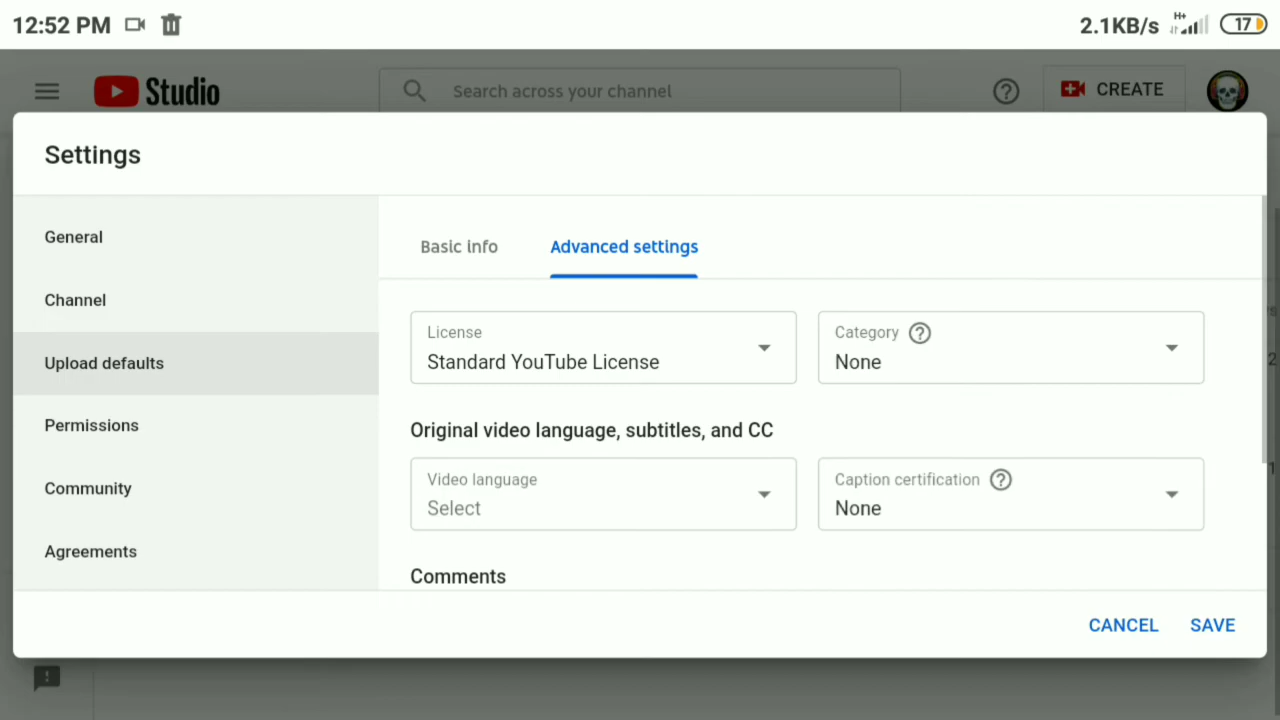 12:52 PM
2.1KB/s H+ 17
Studio
Search across your channel
CREATE
Settings
General
Channel
Upload defaults
Permissions
Community
Agreements
Basic info
Advanced settings
License
Standard YouTube License
Category
None
Original video language, subtitles, and CC
Video language
Select
Caption certification
None
Comments
CANCEL
SAVE